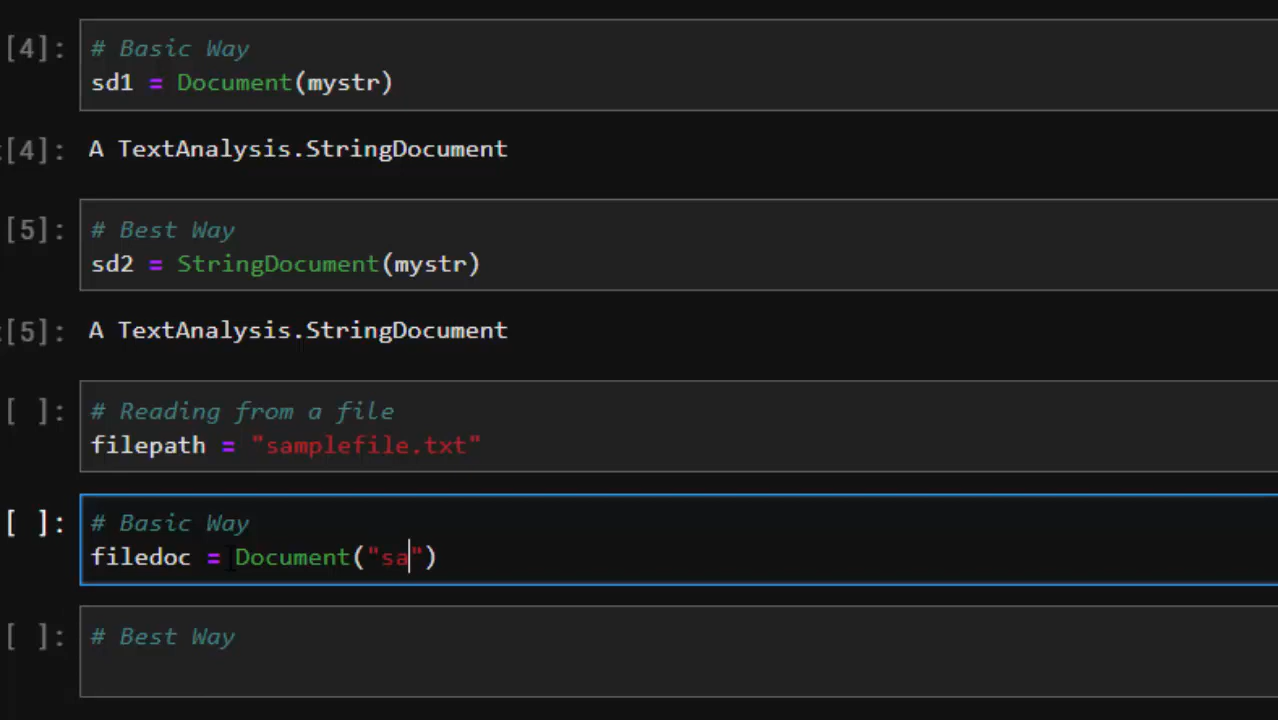 [4]: # Basic Way
sd1 = Document(mystr)
:[4]: A TextAnalysis.StringDocument
[5]: # Best Way
sd2 = StringDocument(mystr)
:[5]: A TextAnalysis.StringDocument
[ ]: # Reading from a file
filepath = "samplefile.txt"
[ ]: # Basic Way
filedoc = Document("sa")
[ ]: # Best Way